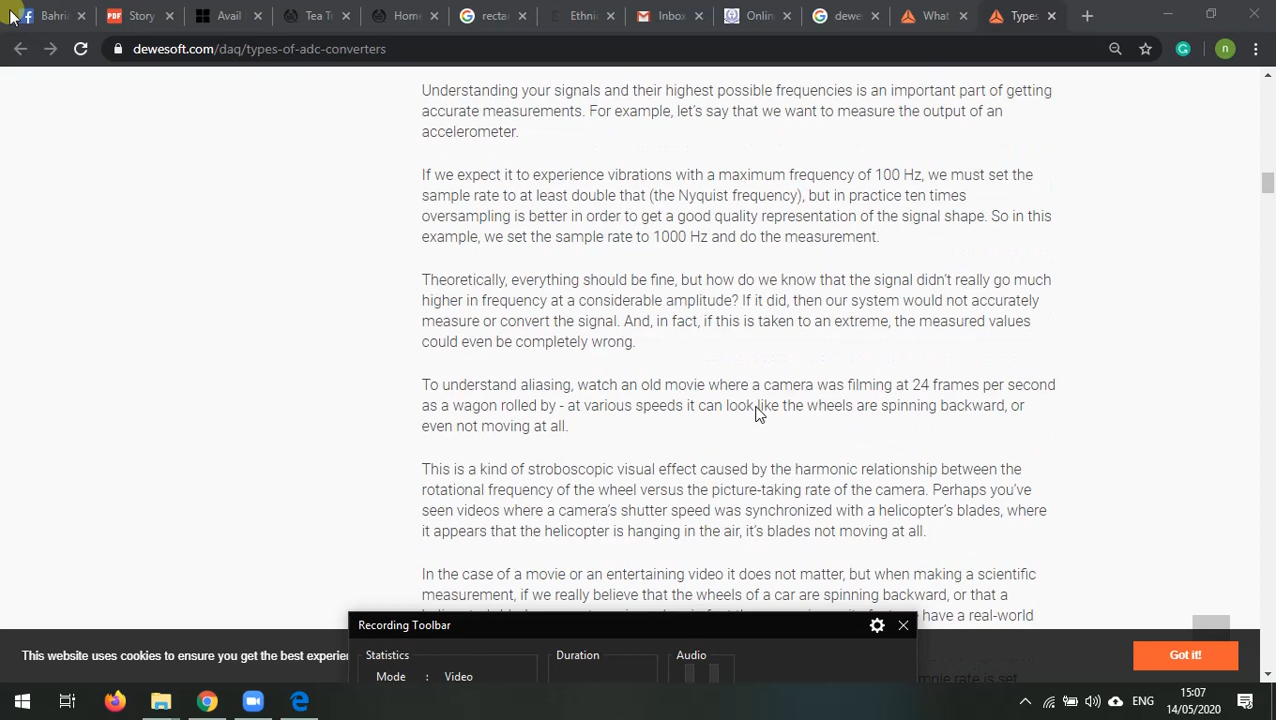 Bahri
Story
Avail
Tea Tr
Home
recta
Ethnic
Inbox
Onlin
dewe
What
Types
dewesoft.com/daq/types-of-adc-converters
n
Understanding your signals and their highest possible frequencies is an important part of getting
accurate measurements. For example, let's say that we want to measure the output of an
accelerometer.
If we expect it to experience vibrations with a maximum frequency of 100 Hz, we must set the
sample rate to at least double that (the Nyquist frequency), but in practice ten times
oversampling is better in order to get a good quality representation of the signal shape. So in this
example, we set the sample rate to 1000 Hz and do the measurement.
Theoretically, everything should be fine, but how do we know that the signal didn't really go much
higher in frequency at a considerable amplitude? If it did, then our system would not accurately
measure or convert the signal. And, in fact, if this is taken to an extreme, the measured values
could even be completely wrong.
To understand aliasing, watch an old movie where a camera was filming at 24 frames per second
as a wagon rolled by - at various speeds it can look like the wheels are spinning backward, or
even not moving at all.
This is a kind of stroboscopic visual effect caused by the harmonic relationship between the
rotational frequency of the wheel versus the picture-taking rate of the camera. Perhaps you've
seen videos where a camera's shutter speed was synchronized with a helicopter's blades, where
it appears that the helicopter is hanging in the air, it's blades not moving at all.
In the case of a movie or an entertaining video it does not matter, but when making a scientific
measurement, if we really believe that the wheels of a car are spinning backward, or that a
have a real-world
Recording Toolbar
This website uses cookies to ensure you get the best experie
Got it!
Statistics
Duration
Audio
Mode : Video
rate is set
ENG
15:07
14/05/2020